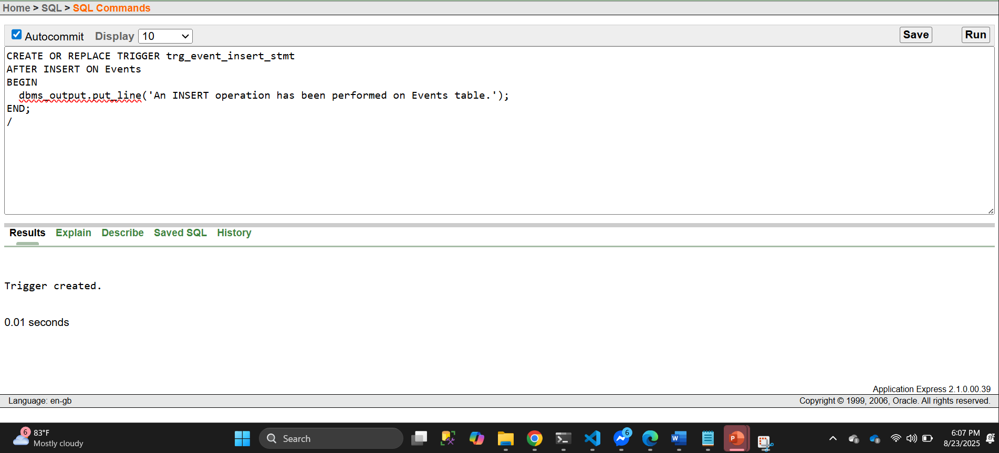 Home > SQL > SQL Commands
Autocommit Display 10 Save Run
CREATE OR REPLACE TRIGGER trg_event_insert_stmt
AFTER INSERT ON Events
BEGIN
  dbms_output.put_line('An INSERT operation has been performed on Events table.');
END;
/
Results Explain Describe Saved SQL History
Trigger created.
0.01 seconds
Application Express 2.1.0.00.39
Language: en-gb Copyright © 1999, 2006, Oracle. All rights reserved.
6 83°F
Mostly cloudy
Search
6
6:07 PM
8/23/2025